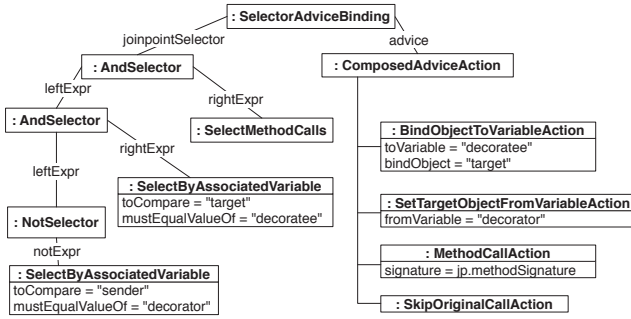 : SelectorAdviceBinding
joinpointSelector
advice
: AndSelector
: ComposedAdviceAction
leftExpr
rightExpr
: AndSelector
: SelectMethodCalls
: BindObjectToVariableAction
toVariable = "decoratee"
bindObject = "target"
rightExpr
leftExpr
: SelectByAssociatedVariable
toCompare = "target"
mustEqualValueOf = "decoratee"
: SetTargetObjectFromVariableAction
fromVariable = "decorator"
: NotSelector
notExpr
: MethodCallAction
signature = jp.methodSignature
: SelectByAssociatedVariable
toCompare = "sender"
mustEqualValueOf = "decorator"
: SkipOriginalCallAction